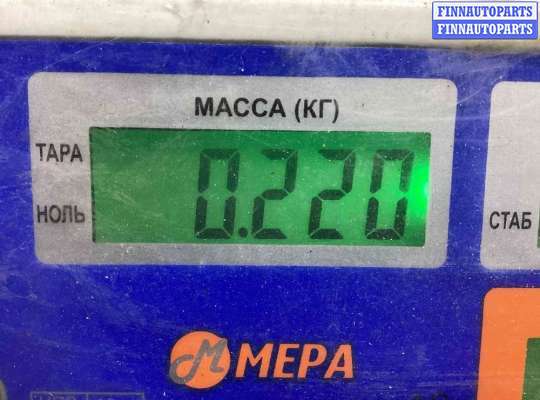 FINNAUTOPARTS
FINNAUTOPARTS
МАССА (КГ)
ТАРА
0.220
НОЛЬ
СТАБ
МЕРА